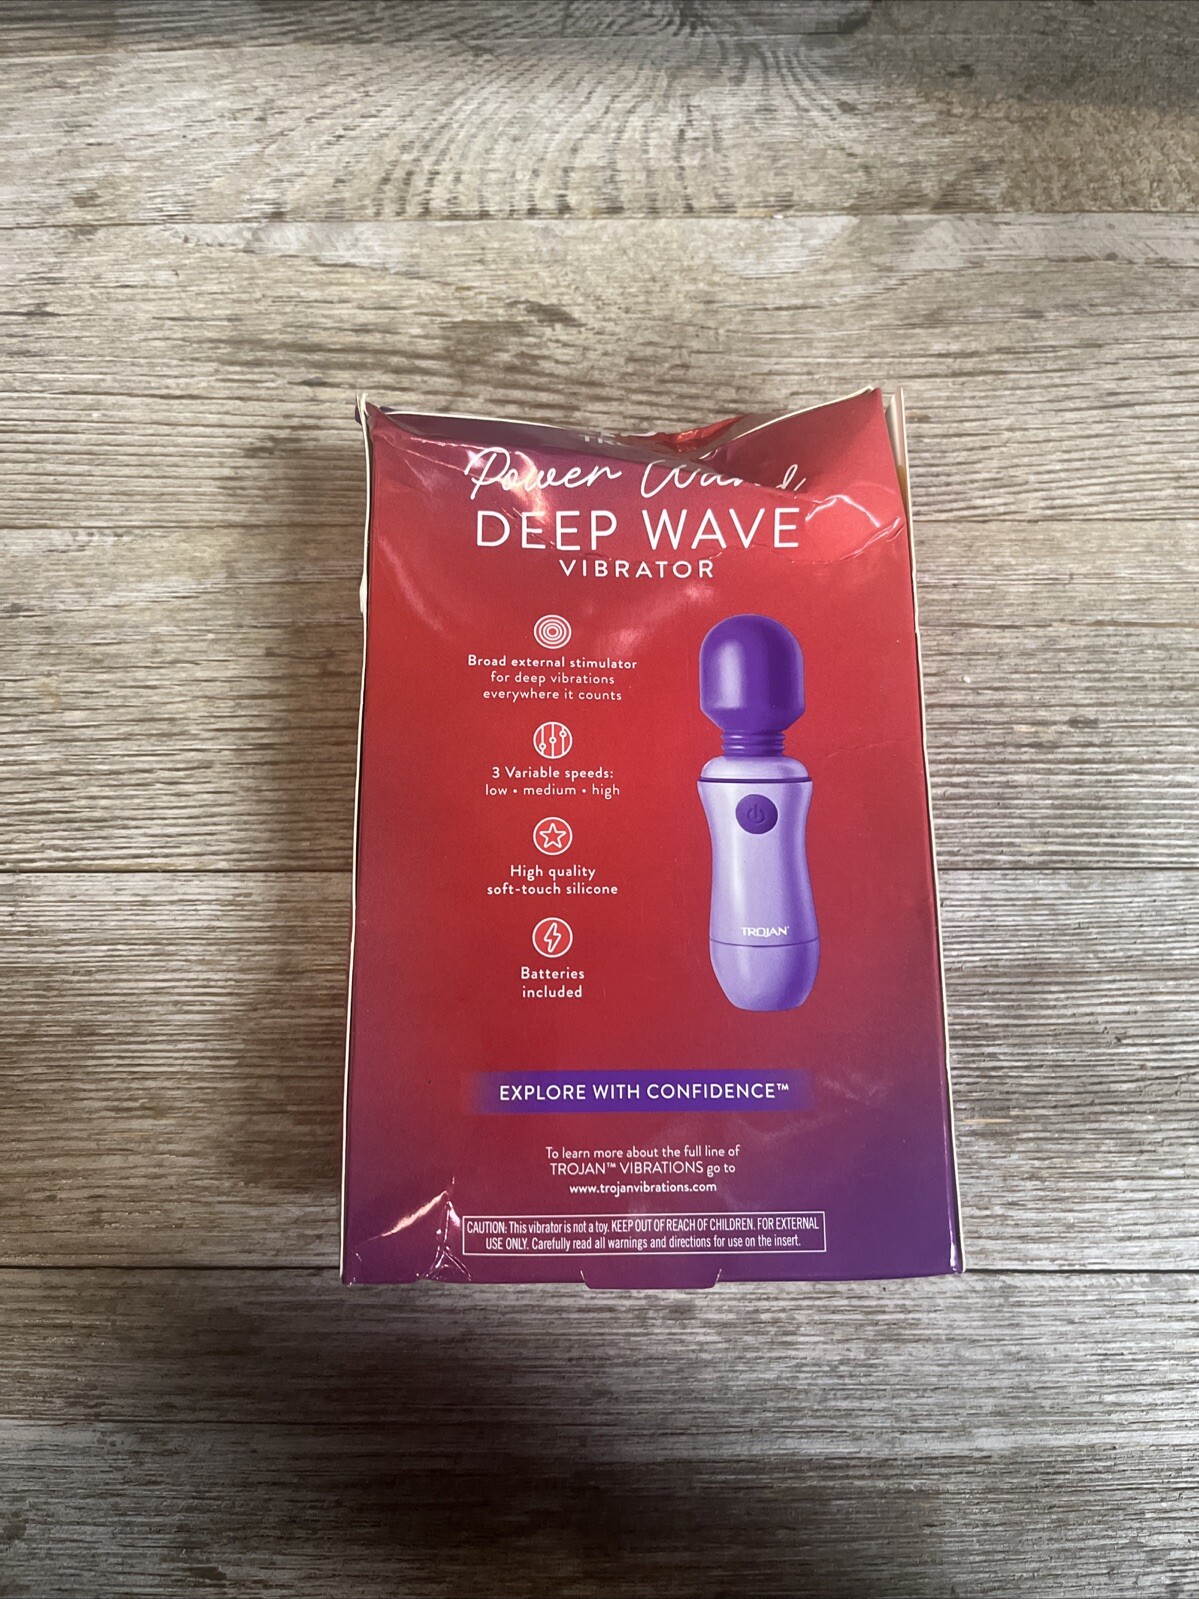 Power Wand
DEEP WAVE
VIBRATOR
Broad external stimulator
for deep vibrations
everywhere it counts
3 Variable speeds:
low • medium • high
High quality
soft-touch silicone
Batteries
included
TROJAN
EXPLORE WITH CONFIDENCE™
To learn more about the full line of
TROJAN™ VIBRATIONS go to
www.trojanvibrations.com
CAUTION: This vibrator is not a toy. KEEP OUT OF REACH OF CHILDREN. FOR EXTERNAL
USE ONLY. Carefully read all warnings and directions for use on the insert.